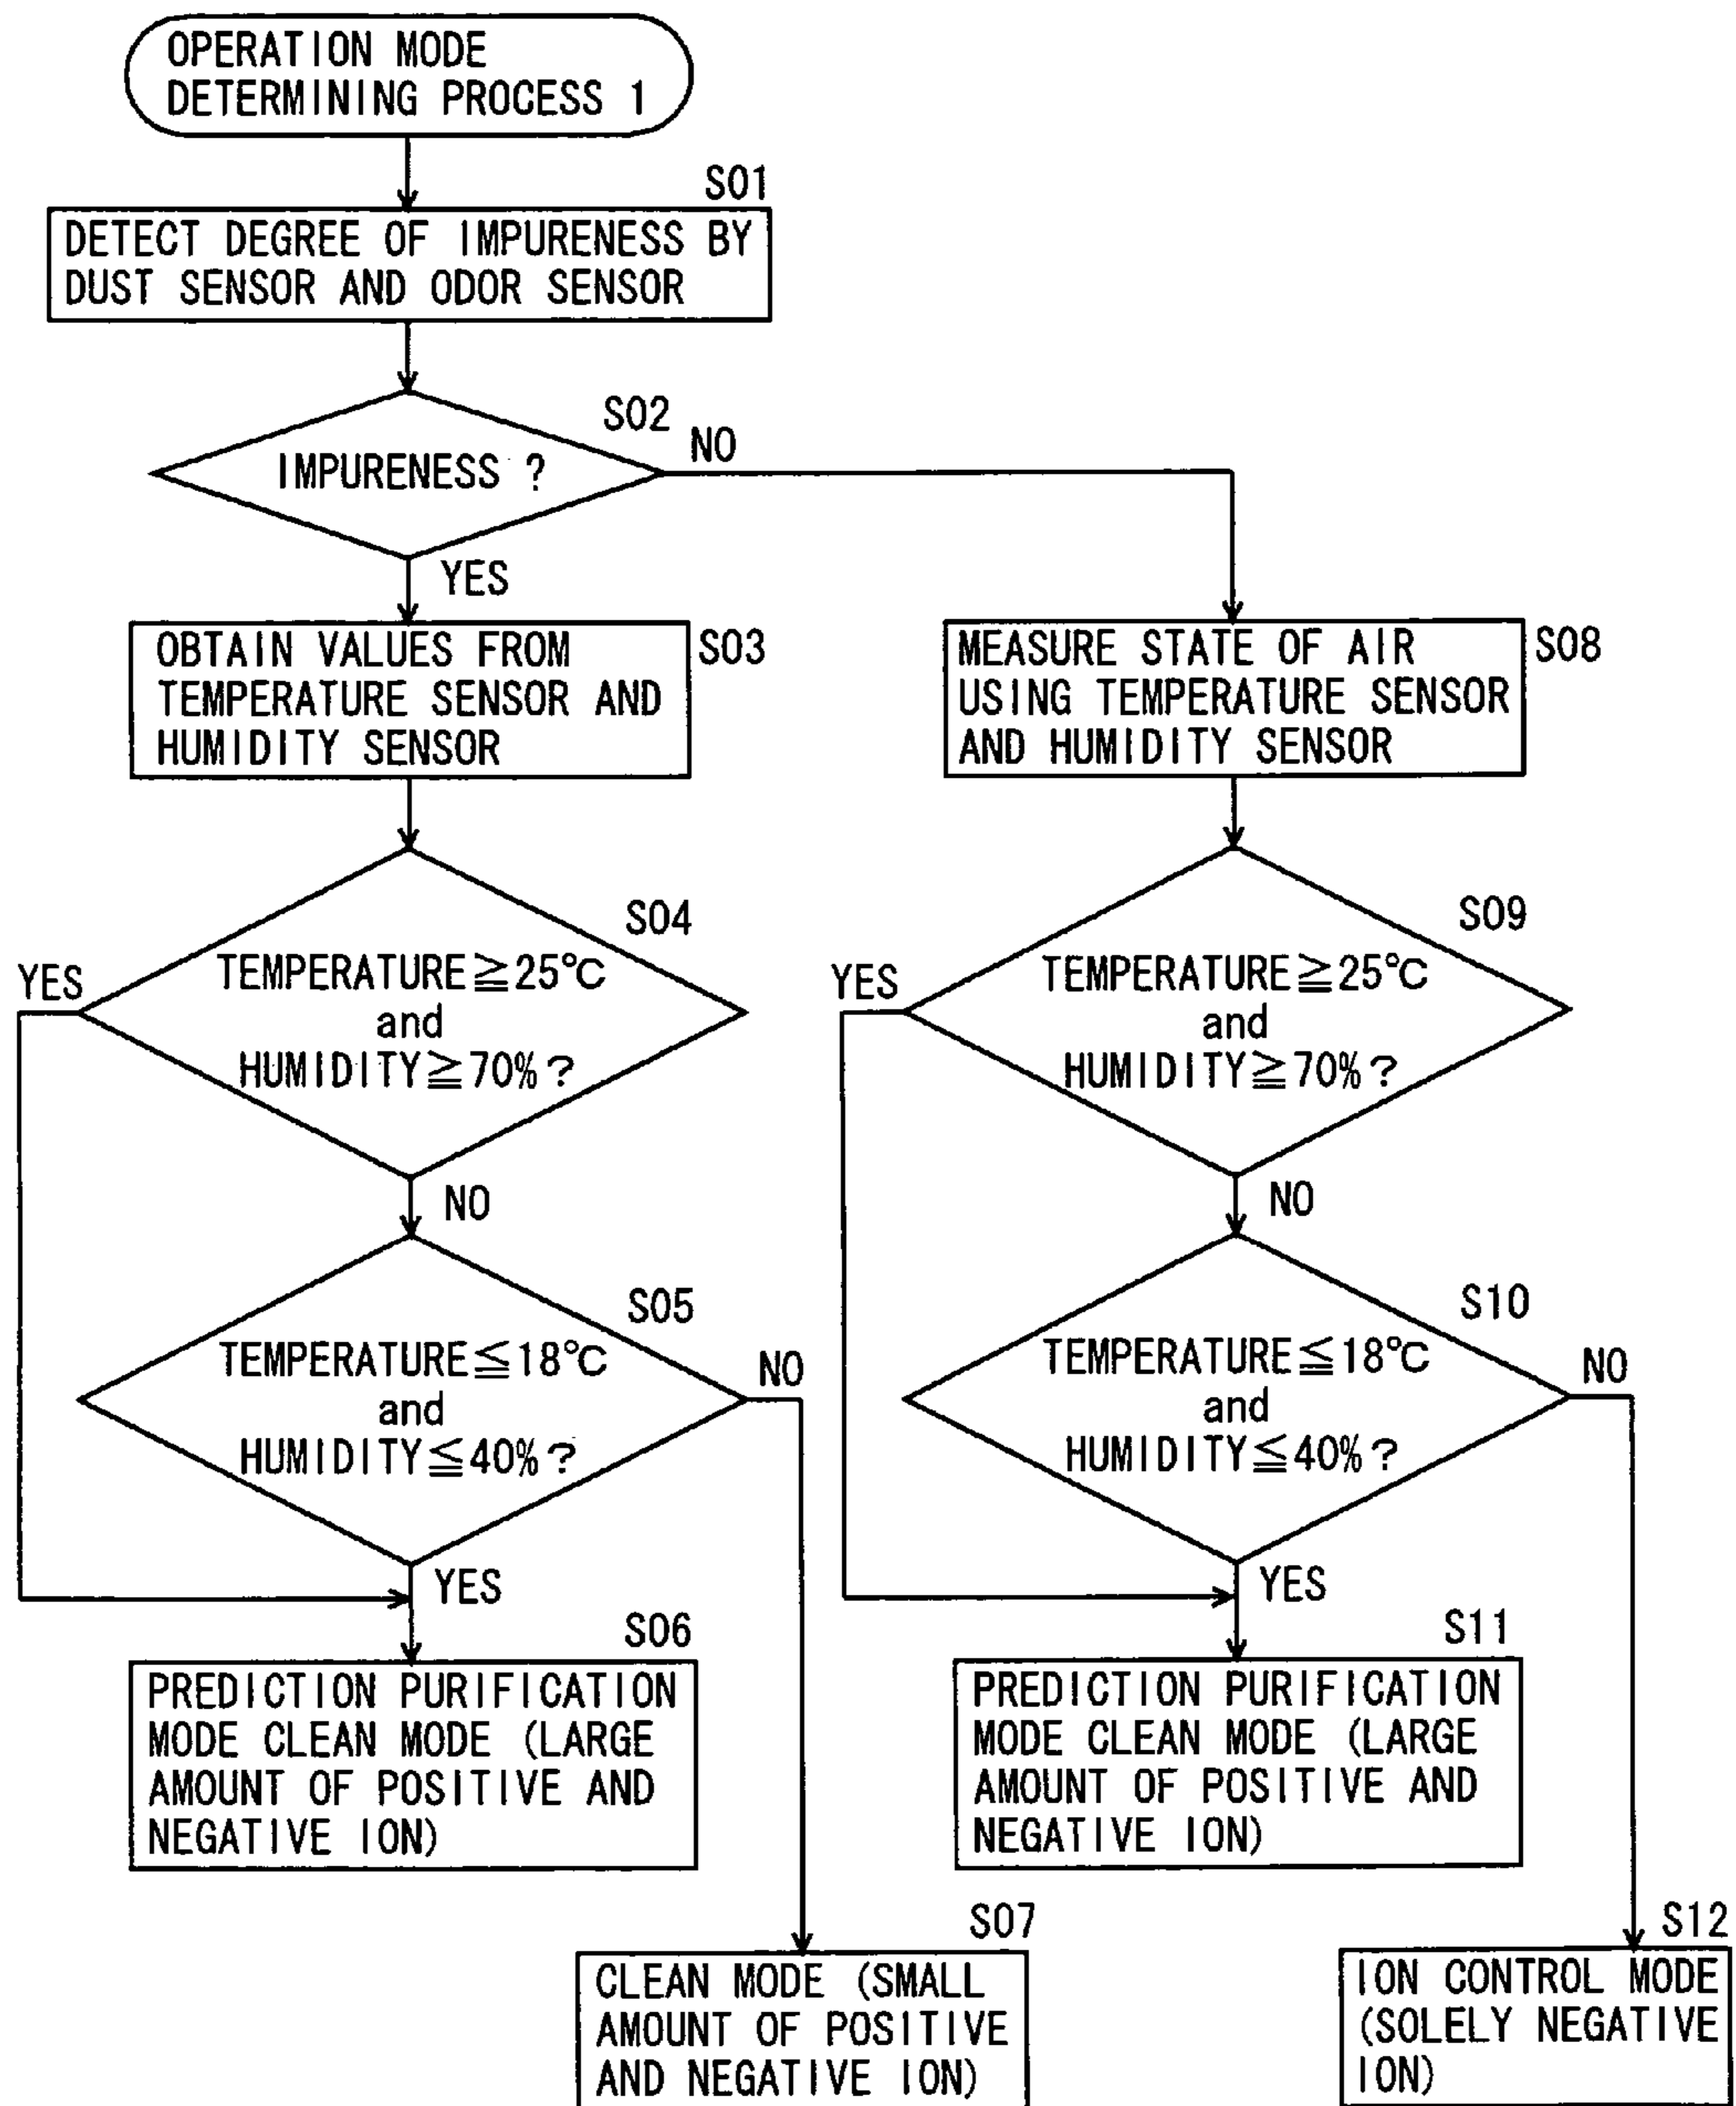 OPERATION MODE
DETERMINING PROCESS 1
S01
DETECT DEGREE OF IMPURENESS BY
DUST SENSOR AND ODOR SENSOR
S02
IMPURENESS ?
NO
YES
OBTAIN VALUES FROM
TEMPERATURE SENSOR AND
HUMIDITY SENSOR
S03
MEASURE STATE OF AIR
USING TEMPERATURE SENSOR
AND HUMIDITY SENSOR
S08
S04
YES
TEMPERATURE≧25℃
and
HUMIDITY≧70%?
NO
S09
YES
TEMPERATURE≧25℃
and
HUMIDITY≧70%?
NO
S05
TEMPERATURE≦18℃
and
HUMIDITY≦40%?
NO
YES
S10
TEMPERATURE≦18℃
and
HUMIDITY≦40%?
NO
YES
S06
PREDICTION PURIFICATION
MODE CLEAN MODE (LARGE
AMOUNT OF POSITIVE AND
NEGATIVE ION)
S11
PREDICTION PURIFICATION
MODE CLEAN MODE (LARGE
AMOUNT OF POSITIVE AND
NEGATIVE ION)
S07
CLEAN MODE (SMALL
AMOUNT OF POSITIVE
AND NEGATIVE ION)
S12
ION CONTROL MODE
(SOLELY NEGATIVE
ION)